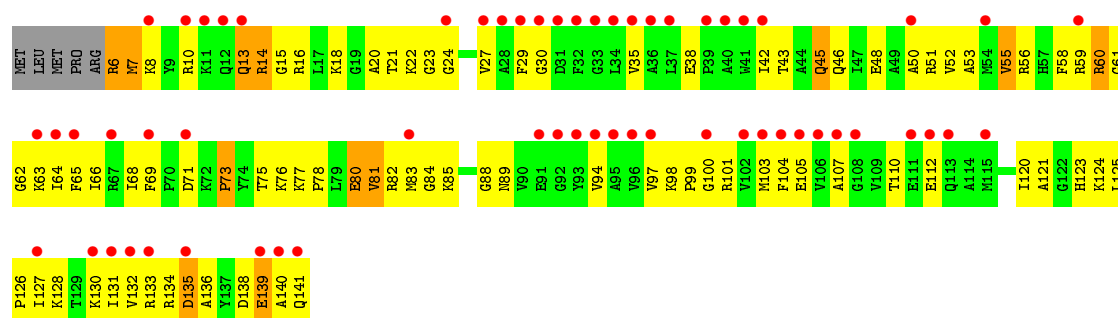 MET LEU MET PRO ARG R6 M7 K8 Y9 R10 K11 Q12 Q13 R14 G15 R16 L17 K18 G19 A20 T21 K22 G23 G24 V27 A28 F29 G30 D31 F32 G33 L34 V35 A36 L37 E38 P39 A40 W41 I42 T43 A44 Q45 Q46 I47 E48 A49 A50 R51 V52 A53 M54 V55 R56 H57 F58 R59 R60 G61
G62 K63 I64 F65 I66 R67 I68 F69 P70 D71 K72 P73 Y74 T75 K76 K77 P78 L79 E80 V81 R82 M83 G84 K85 G88 N89 V90 E91 G92 Y93 V94 A95 V96 V97 K98 P99 G100 R101 V102 M103 F104 E105 V106 A107 G108 V109 T110 E111 E112 Q113 A114 M115 I120 A121 G122 H123 K124 L125
P126 I127 K128 T129 K130 I131 V132 R133 R134 D135 A136 Y137 D138 E139 A140 Q141